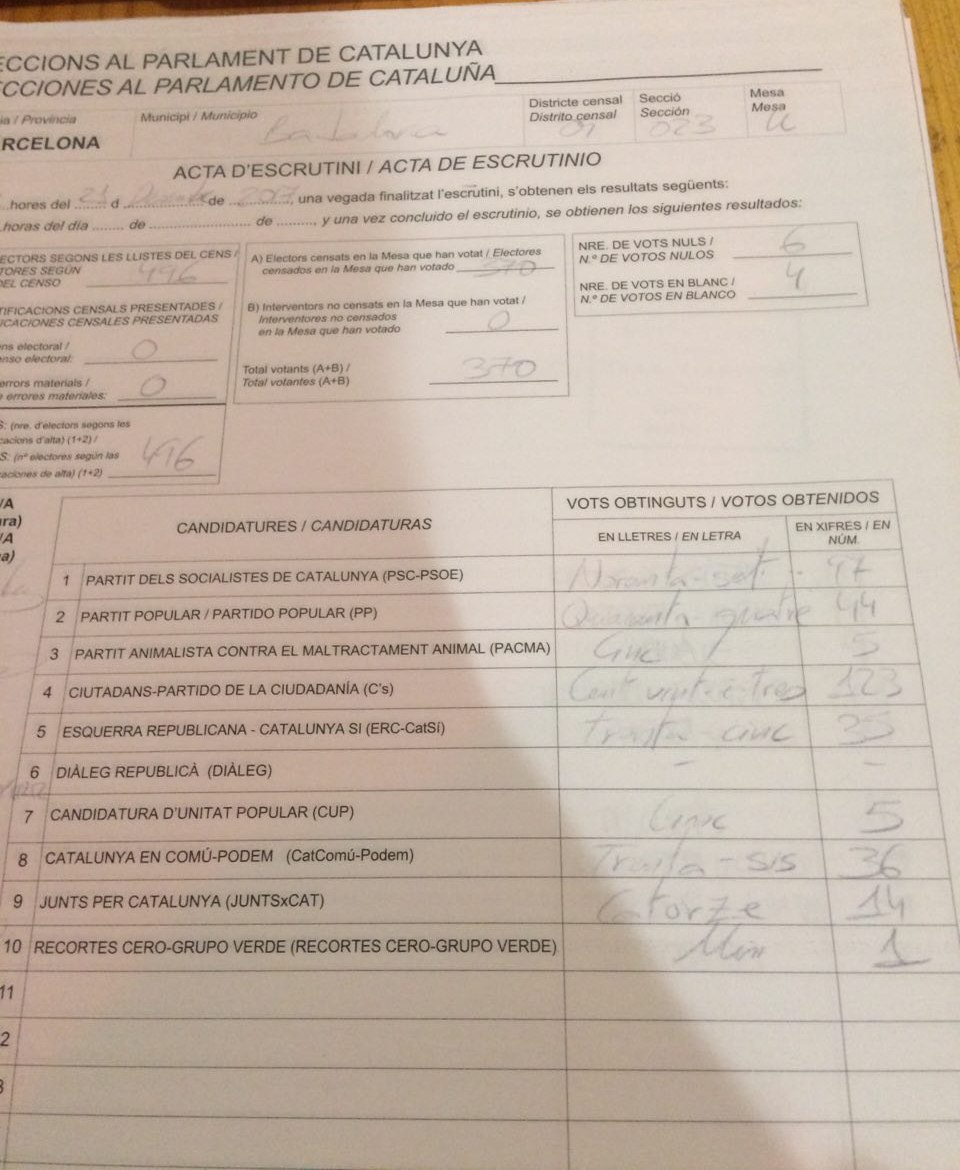 ECCIONS AL PARLAMENT DE CATALUNYA
CCIONES AL PARLAMENTO DE CATALUÑA
ia / Provincia
RCELONA
Municipi / Municipio
Badalona
Districte censal
Distrito censal
09
Secció
Sección
023
Mesa
Mesa
U
ACTA D'ESCRUTINI / ACTA DE ESCRUTINIO
hores del 21 d Desembre de 2017, una vegada finalitzat l'escrutini, s'obtenen els resultats següents:
horas del día ....... de ........................ de ........, y una vez concluido el escrutinio, se obtienen los siguientes resultados:
ECTORS SEGONS LES LLISTES DEL CENS /
TORES SEGÚN
DEL CENSO 496
TIFICACIONS CENSALS PRESENTADES /
ICACIONES CENSALES PRESENTADAS
ns electoral /
enso electoral: 0
errors materials /
e errores materiales: 0
S: (nre. d'electors segons les
cacions d'alta) (1+2) /
S: (nº electores según las
caciones de alta) (1+2) 496
A) Electors censats en la Mesa que han votat / Electores
censados en la Mesa que han votado 370
B) Interventors no censats en la Mesa que han votat /
Interventores no censados
en la Mesa que han votado 0
Total votants (A+B) /
Total votantes (A+B) 370
NRE. DE VOTS NULS /
N.º DE VOTOS NULOS 6
NRE. DE VOTS EN BLANC /
N.º DE VOTOS EN BLANCO 4
/A
ura)
/A
a)
CANDIDATURES / CANDIDATURAS
VOTS OBTINGUTS / VOTOS OBTENIDOS
EN LLETRES / EN LETRA
EN XIFRES / EN
NÚM.
1 PARTIT DELS SOCIALISTES DE CATALUNYA (PSC-PSOE) Noranta-set 97
2 PARTIT POPULAR / PARTIDO POPULAR (PP) Quaranta-quatre 44
3 PARTIT ANIMALISTA CONTRA EL MALTRACTAMENT ANIMAL (PACMA) Cinc 5
4 CIUTADANS-PARTIDO DE LA CIUDADANÍA (C's) Cent vint-i-tres 123
5 ESQUERRA REPUBLICANA - CATALUNYA SI (ERC-CatSí) Trenta-cinc 35
6 DIÀLEG REPUBLICÀ (DIÀLEG) - -
7 CANDIDATURA D'UNITAT POPULAR (CUP) Cinc 5
8 CATALUNYA EN COMÚ-PODEM (CatComú-Podem) Trenta-sis 36
9 JUNTS PER CATALUNYA (JUNTSxCAT) Catorze 14
10 RECORTES CERO-GRUPO VERDE (RECORTES CERO-GRUPO VERDE) 1
11
2
3